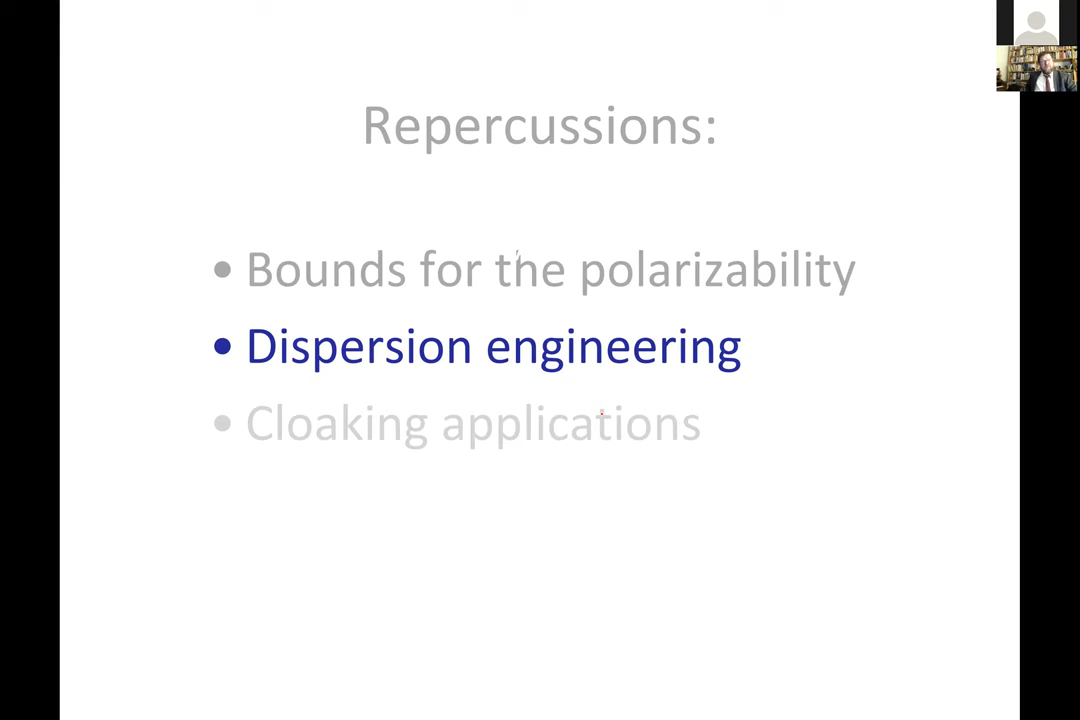 Repercussions:
• Bounds for the polarizability
• Dispersion engineering
• Cloaking applications